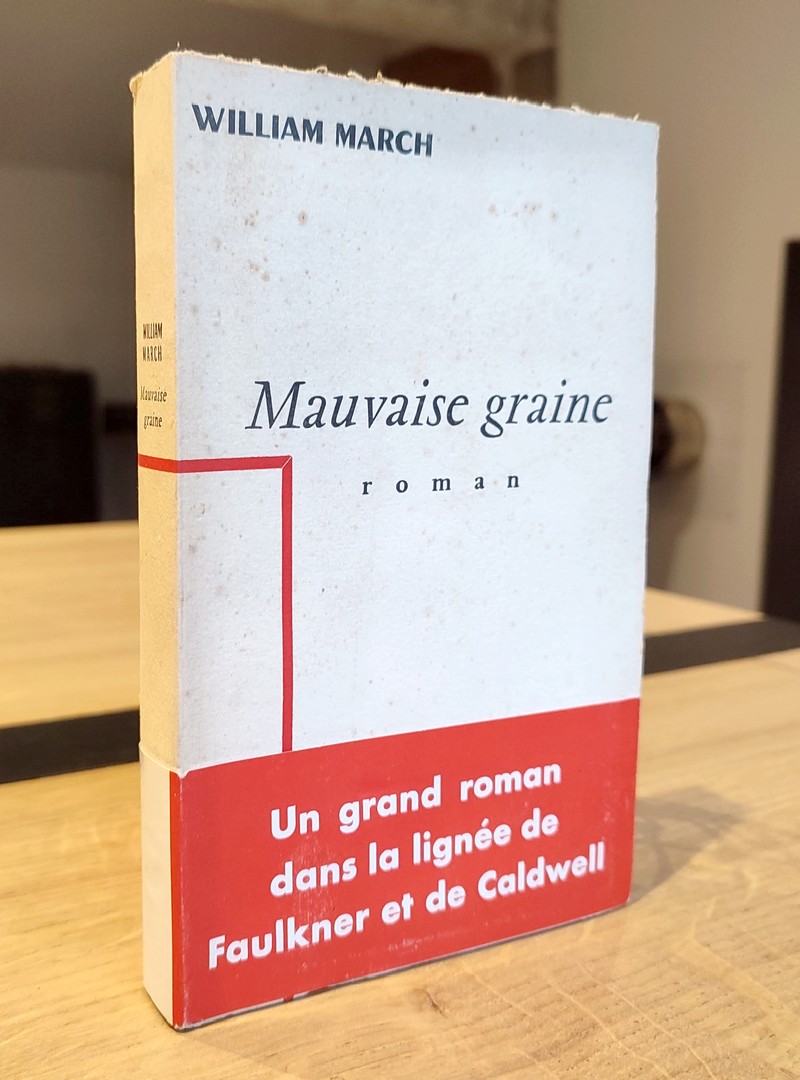 WILLIAM MARCH
Mauvaise graine
roman
Un grand roman
dans la lignée de
Faulkner et de Caldwell
WILLIAM
MARCH
Mauvaise
graine